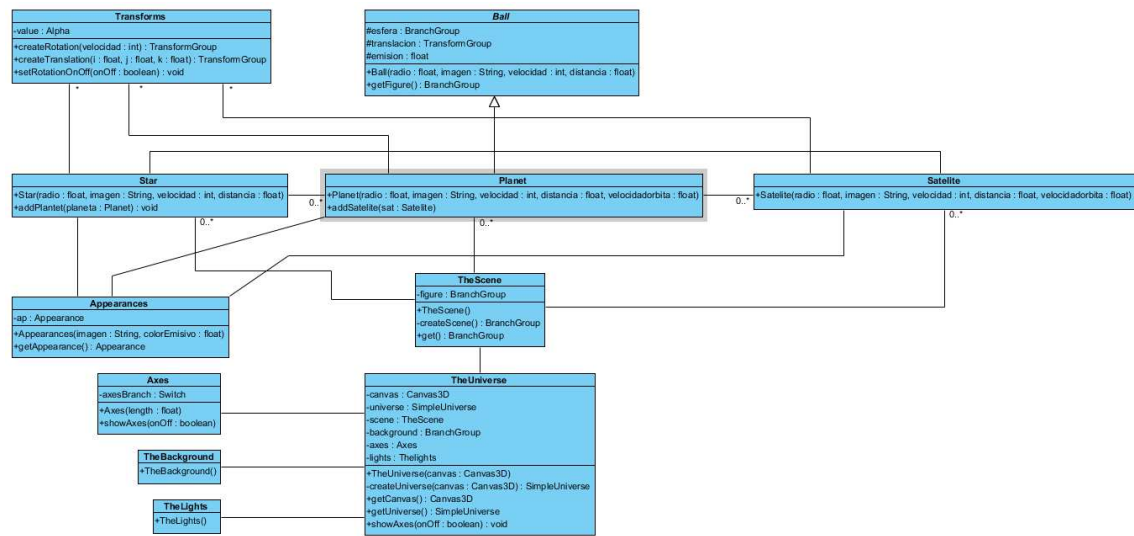 Transforms
-value : Alpha
+createRotation(velocidad : int) : TransformGroup
+createTranslation(i : float, j : float, k : float) : TransformGroup
+setRotationOnOff(onOff : boolean) : void
Ball
#esfera : BranchGroup
#translacion : TransformGroup
#emision : float
+Ball(radio : float, imagen : String, velocidad : int, distancia : float)
+getFigure() : BranchGroup
*
*
*
Star
+Star(radio : float, imagen : String, velocidad : int, distancia : float)
+addPlantet(planeta : Planet) : void
0..*
0..*
Planet
+Planet(radio : float, imagen : String, velocidad : int, distancia : float, velocidadorbita : float)
+addSatelite(sat : Satelite)
0..*
0..*
Satelite
+Satelite(radio : float, imagen : String, velocidad : int, distancia : float, velocidadorbita : float)
0..*
Appearances
-ap : Appearance
+Appearances(imagen : String, colorEmisivo : float)
+getAppearance() : Appearance
TheScene
-figure : BranchGroup
+TheScene()
-createScene() : BranchGroup
+get() : BranchGroup
Axes
-axesBranch : Switch
+Axes(length : float)
+showAxes(onOff : boolean)
TheBackground
+TheBackground()
TheLights
+TheLights()
TheUniverse
-canvas : Canvas3D
-universe : SimpleUniverse
-scene : TheScene
-background : BranchGroup
-axes : Axes
-lights : Thelights
+TheUniverse(canvas : Canvas3D)
-createUniverse(canvas : Canvas3D) : SimpleUniverse
+getCanvas() : Canvas3D
+getUniverse() : SimpleUniverse
+showAxes(onOff : boolean) : void